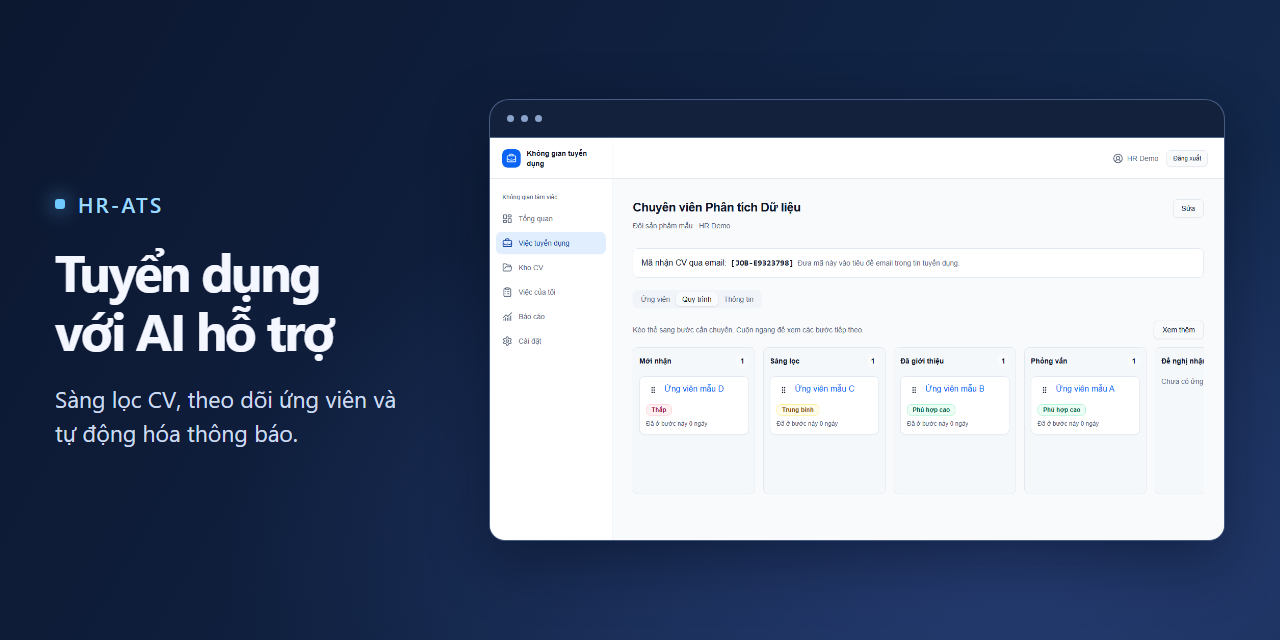 HR-ATS
Tuyển dụng
với AI hỗ trợ
Sàng lọc CV, theo dõi ứng viên và
tự động hóa thông báo.
Không gian tuyển
dụng
HR Demo
Đăng xuất
Không gian làm việc
Tổng quan
Việc tuyển dụng
Kho CV
Việc của tôi
Báo cáo
Cài đặt
Chuyên viên Phân tích Dữ liệu
Sửa
Đội sản phẩm mẫu · HR Demo
Mã nhận CV qua email: [JOB-E9323798] Đưa mã này vào tiêu đề email trong tin tuyển dụng.
Ứng viên Quy trình Thông tin
Kéo thẻ sang bước cần chuyển. Cuộn ngang để xem các bước tiếp theo.
Xem thêm
Mới nhận 1
Ứng viên mẫu D
Thấp
Đã ở bước này 0 ngày
Sàng lọc 1
Ứng viên mẫu C
Trung bình
Đã ở bước này 0 ngày
Đã giới thiệu 1
Ứng viên mẫu B
Phù hợp cao
Đã ở bước này 0 ngày
Phỏng vấn 1
Ứng viên mẫu A
Phù hợp cao
Đã ở bước này 0 ngày
Đề nghị nhận
Chưa có ứng